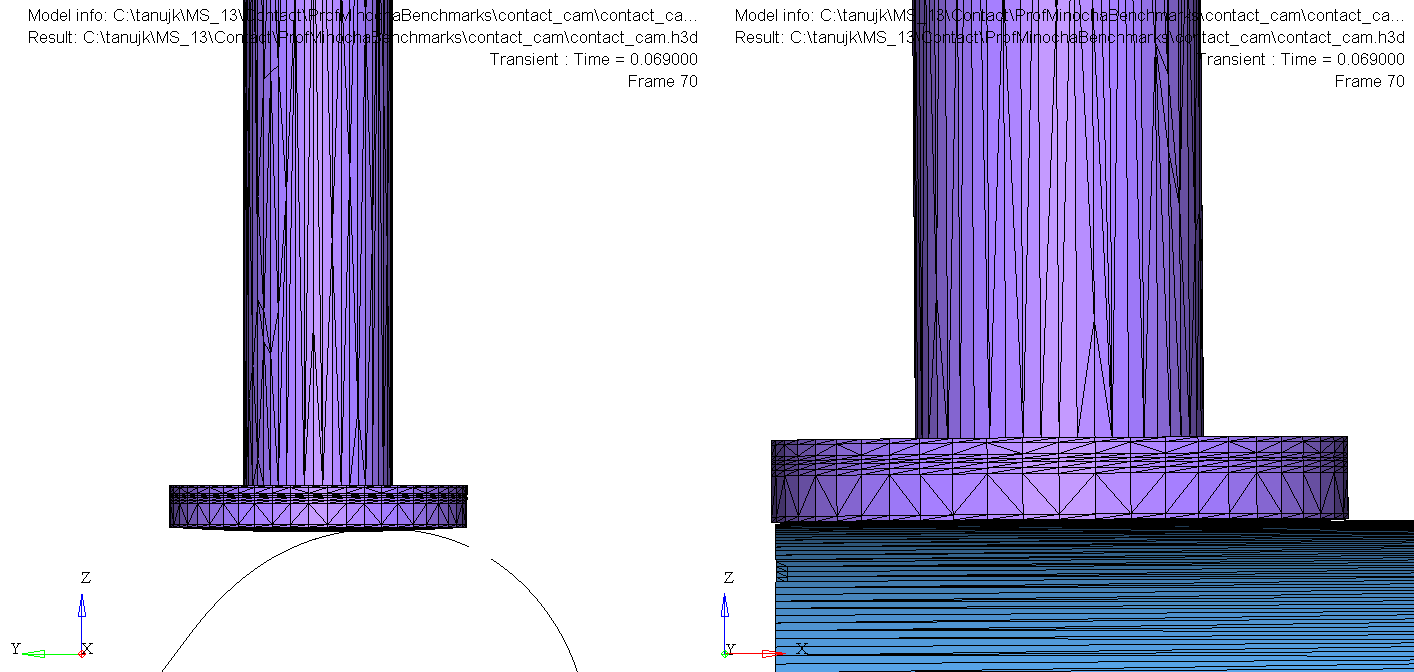 Model info: C:\tanujk\MS_13\Contact\ProfMinochaBenchmarks\contact_cam\contact_ca...
Result: C:\tanujk\MS_13\Contact\ProfMinochaBenchmarks\contact_cam\contact_cam.h3d
Transient : Time = 0.069000
Frame 70
Z
Y
X
Model info: C:\tanujk\MS_13\Contact\ProfMinochaBenchmarks\contact_cam\contact_ca...
Result: C:\tanujk\MS_13\Contact\ProfMinochaBenchmarks\contact_cam\contact_cam.h3d
Transient : Time = 0.069000
Frame 70
Z
Y
X